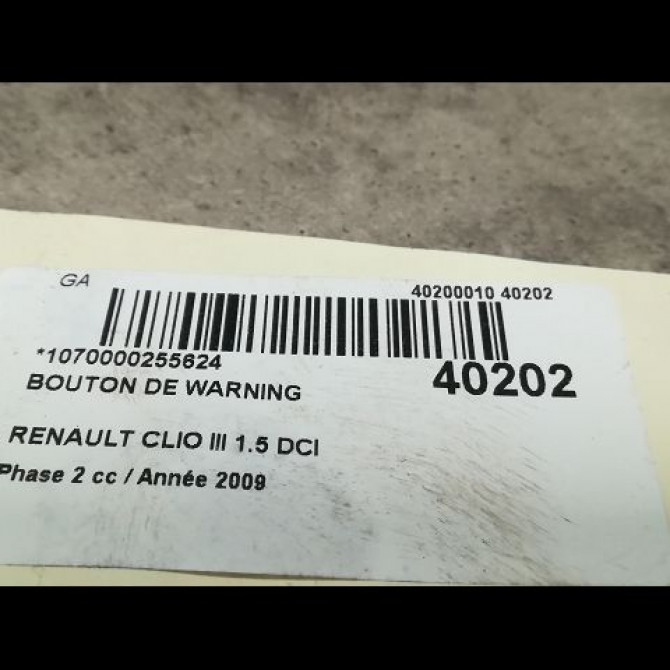 GA
40200010 40202
*1070000255624
40202
BOUTON DE WARNING
RENAULT CLIO III 1.5 DCI
Phase 2 cc / Année 2009